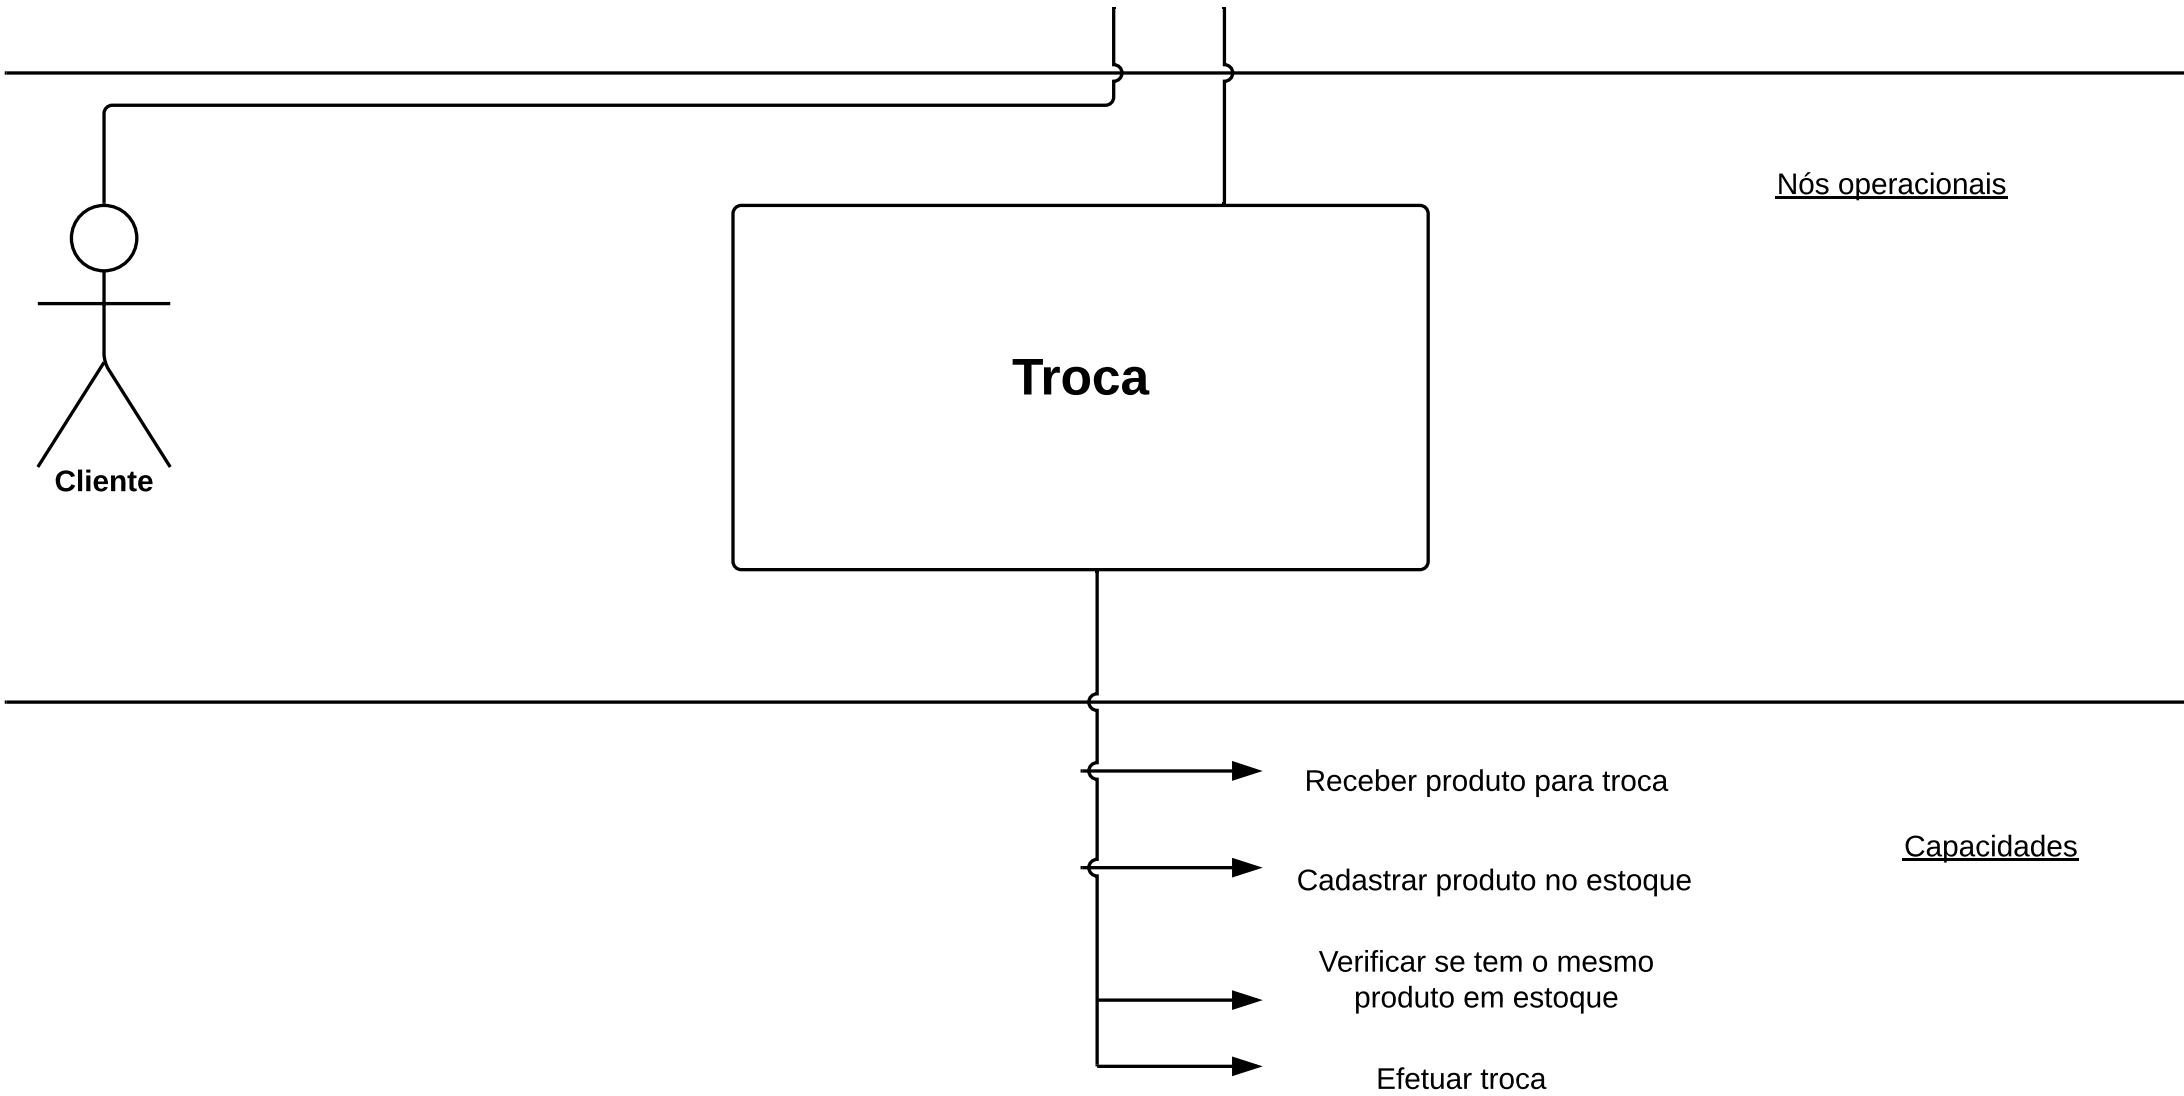 Nós operacionais
Troca
Cliente
Receber produto para troca
Capacidades
Cadastrar produto no estoque
Verificar se tem o mesmo
produto em estoque
Efetuar troca